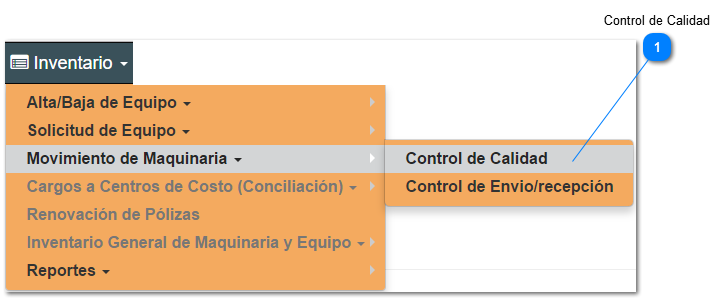 Control de Calidad
1
Inventario
Alta/Baja de Equipo
Solicitud de Equipo
Movimiento de Maquinaria
Control de Calidad
Cargos a Centros de Costo (Conciliación)
Control de Envio/recepción
Renovación de Pólizas
Inventario General de Maquinaria y Equipo
Reportes